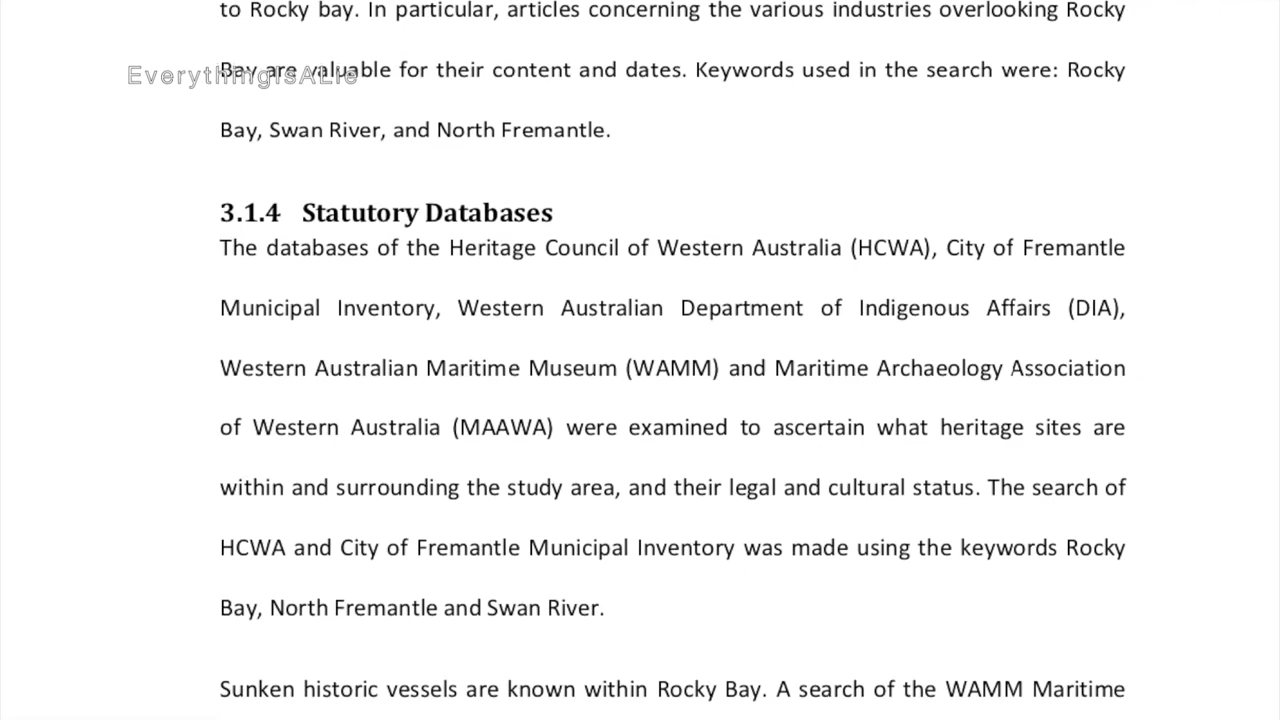 to Rocky bay. In particular, articles concerning the various industries overlooking Rocky
EverythingIsALie
Bay are valuable for their content and dates. Keywords used in the search were: Rocky
Bay, Swan River, and North Fremantle.
3.1.4 Statutory Databases
The databases of the Heritage Council of Western Australia (HCWA), City of Fremantle
Municipal Inventory, Western Australian Department of Indigenous Affairs (DIA),
Western Australian Maritime Museum (WAMM) and Maritime Archaeology Association
of Western Australia (MAAWA) were examined to ascertain what heritage sites are
within and surrounding the study area, and their legal and cultural status. The search of
HCWA and City of Fremantle Municipal Inventory was made using the keywords Rocky
Bay, North Fremantle and Swan River.
Sunken historic vessels are known within Rocky Bay. A search of the WAMM Maritime